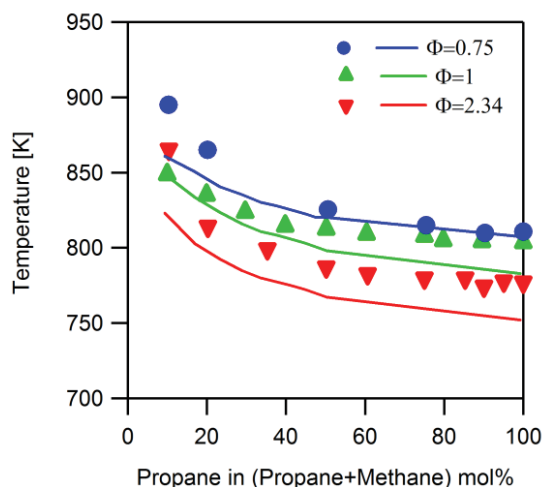 950
900
850
800
750
700
Temperature [K]
Φ=0.75
Φ=1
Φ=2.34
0 20 40 60 80 100
Propane in (Propane+Methane) mol%